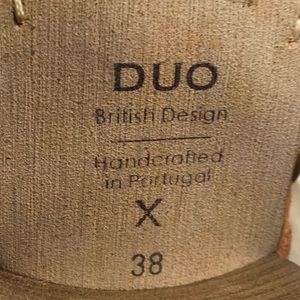 DUO
British Design
Handcrafted
in Portugal
X
38